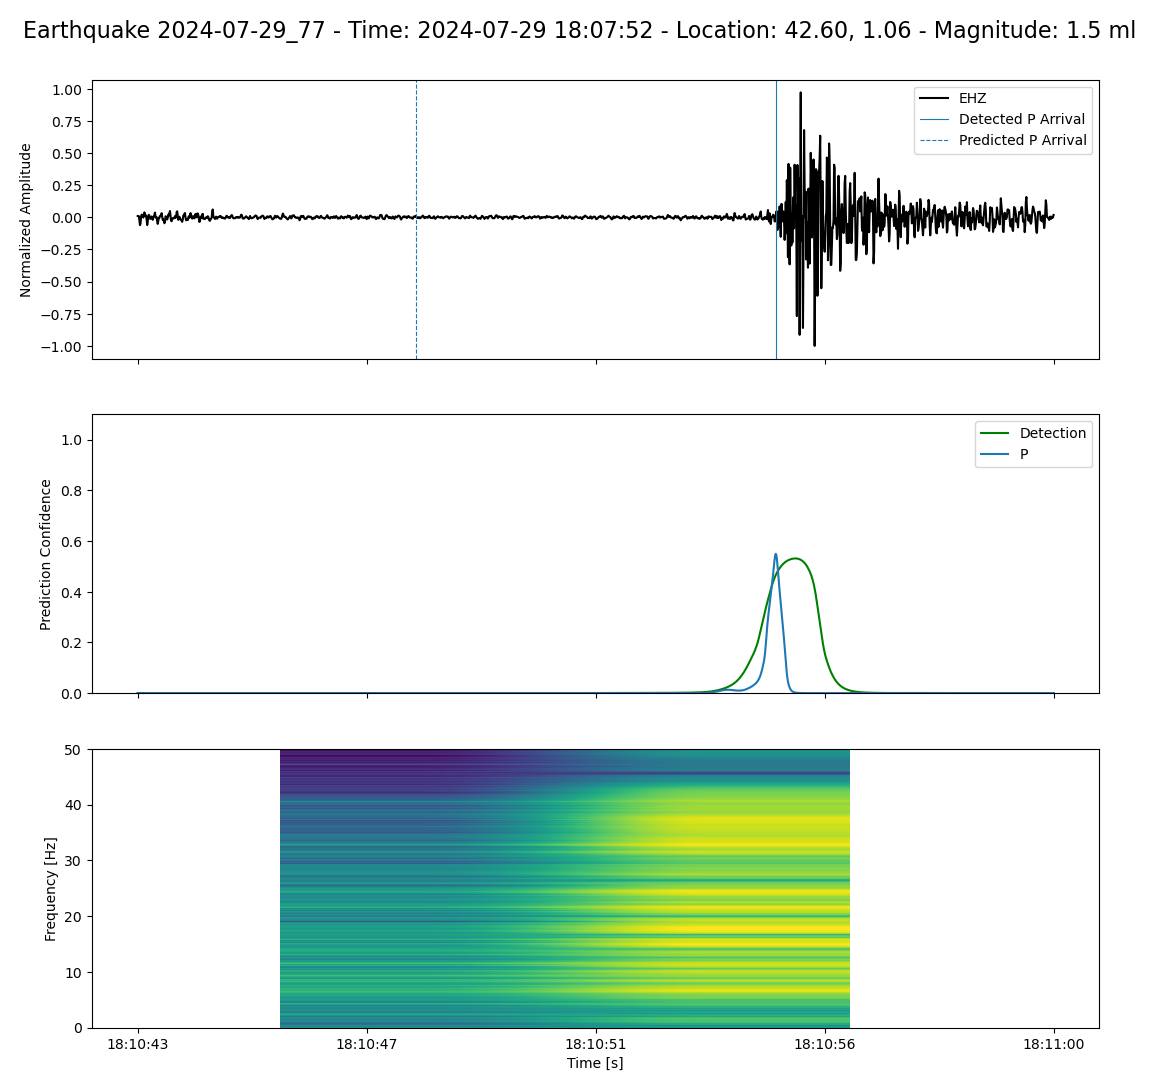 Earthquake 2024-07-29_77 - Time: 2024-07-29 18:07:52 - Location: 42.60, 1.06 - Magnitude: 1.5 ml
1.00
0.75
0.50
0.25
0.00
−0.25
−0.50
−0.75
−1.00
Normalized Amplitude
EHZ
Detected P Arrival
Predicted P Arrival
1.0
0.8
0.6
0.4
0.2
0.0
Prediction Confidence
Detection
P
50
40
30
20
10
0
Frequency [Hz]
18:10:43 18:10:47 18:10:51 18:10:56 18:11:00
Time [s]